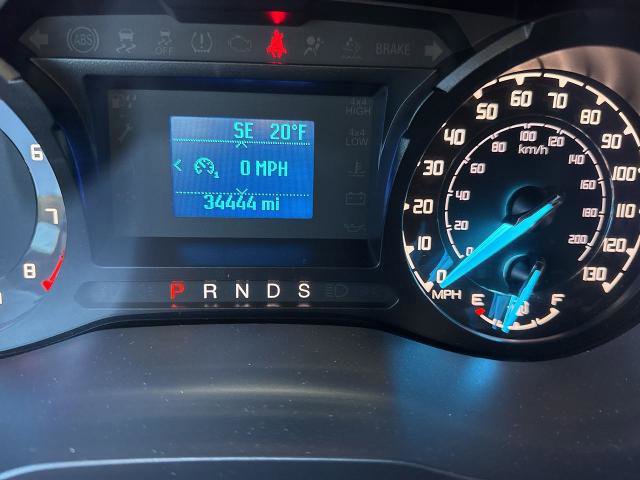 ABS OFF BRAKE
4x4 HIGH
4x4 LOW
SE 20°F
0 MPH
34444 mi
P R N D S
6
7
8
0 10 20 30 40 50 60 70 80 90 100 110 120 130
MPH
0 20 40 60 80 100 120 140 160 180 200
km/h
E F